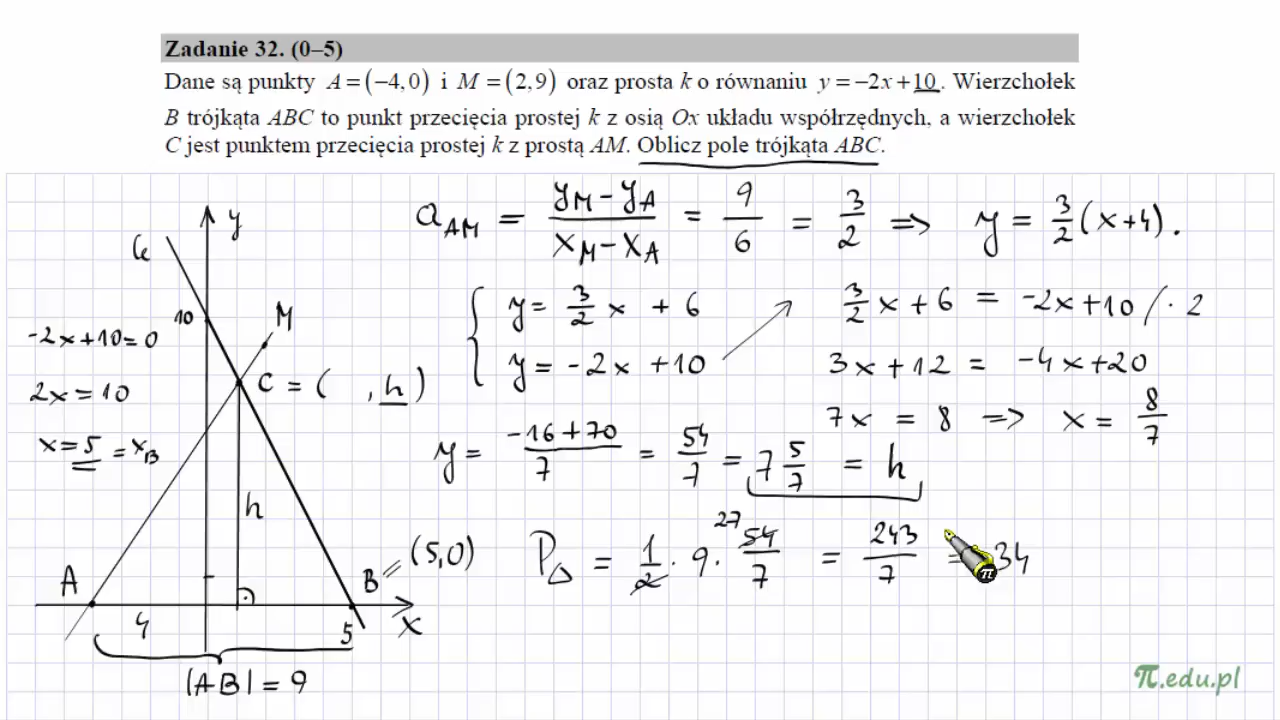 Zadanie 32. (0–5)
Dane są punkty A = (−4,0) i M = (2,9) oraz prosta k o równaniu y = −2x + 10. Wierzchołek
B trójkąta ABC to punkt przecięcia prostej k z osią Ox układu współrzędnych, a wierzchołek
C jest punktem przecięcia prostej k z prostą AM. Oblicz pole trójkąta ABC.
a_AM = (y_M − y_A)/(x_M − x_A) = 9/6 = 3/2 => y = 3/2 (x+4).
y = 3/2 x + 6
y = -2x +10
3/2 x + 6 = -2x+10 /· 2
3x +12 = -4x+20
7x = 8 => x = 8/7
y = (-16+70)/7 = 54/7 = 7 5/7 = h
P△ = 1/2 · 9 · 54/7 = 243/7 = 34
27
y
10
M
-2x+10=0
2x = 10
x = 5 = x_B
C = ( , h)
h
A
B = (5,0)
4
5
x
|AB| = 9
π
π.edu.pl